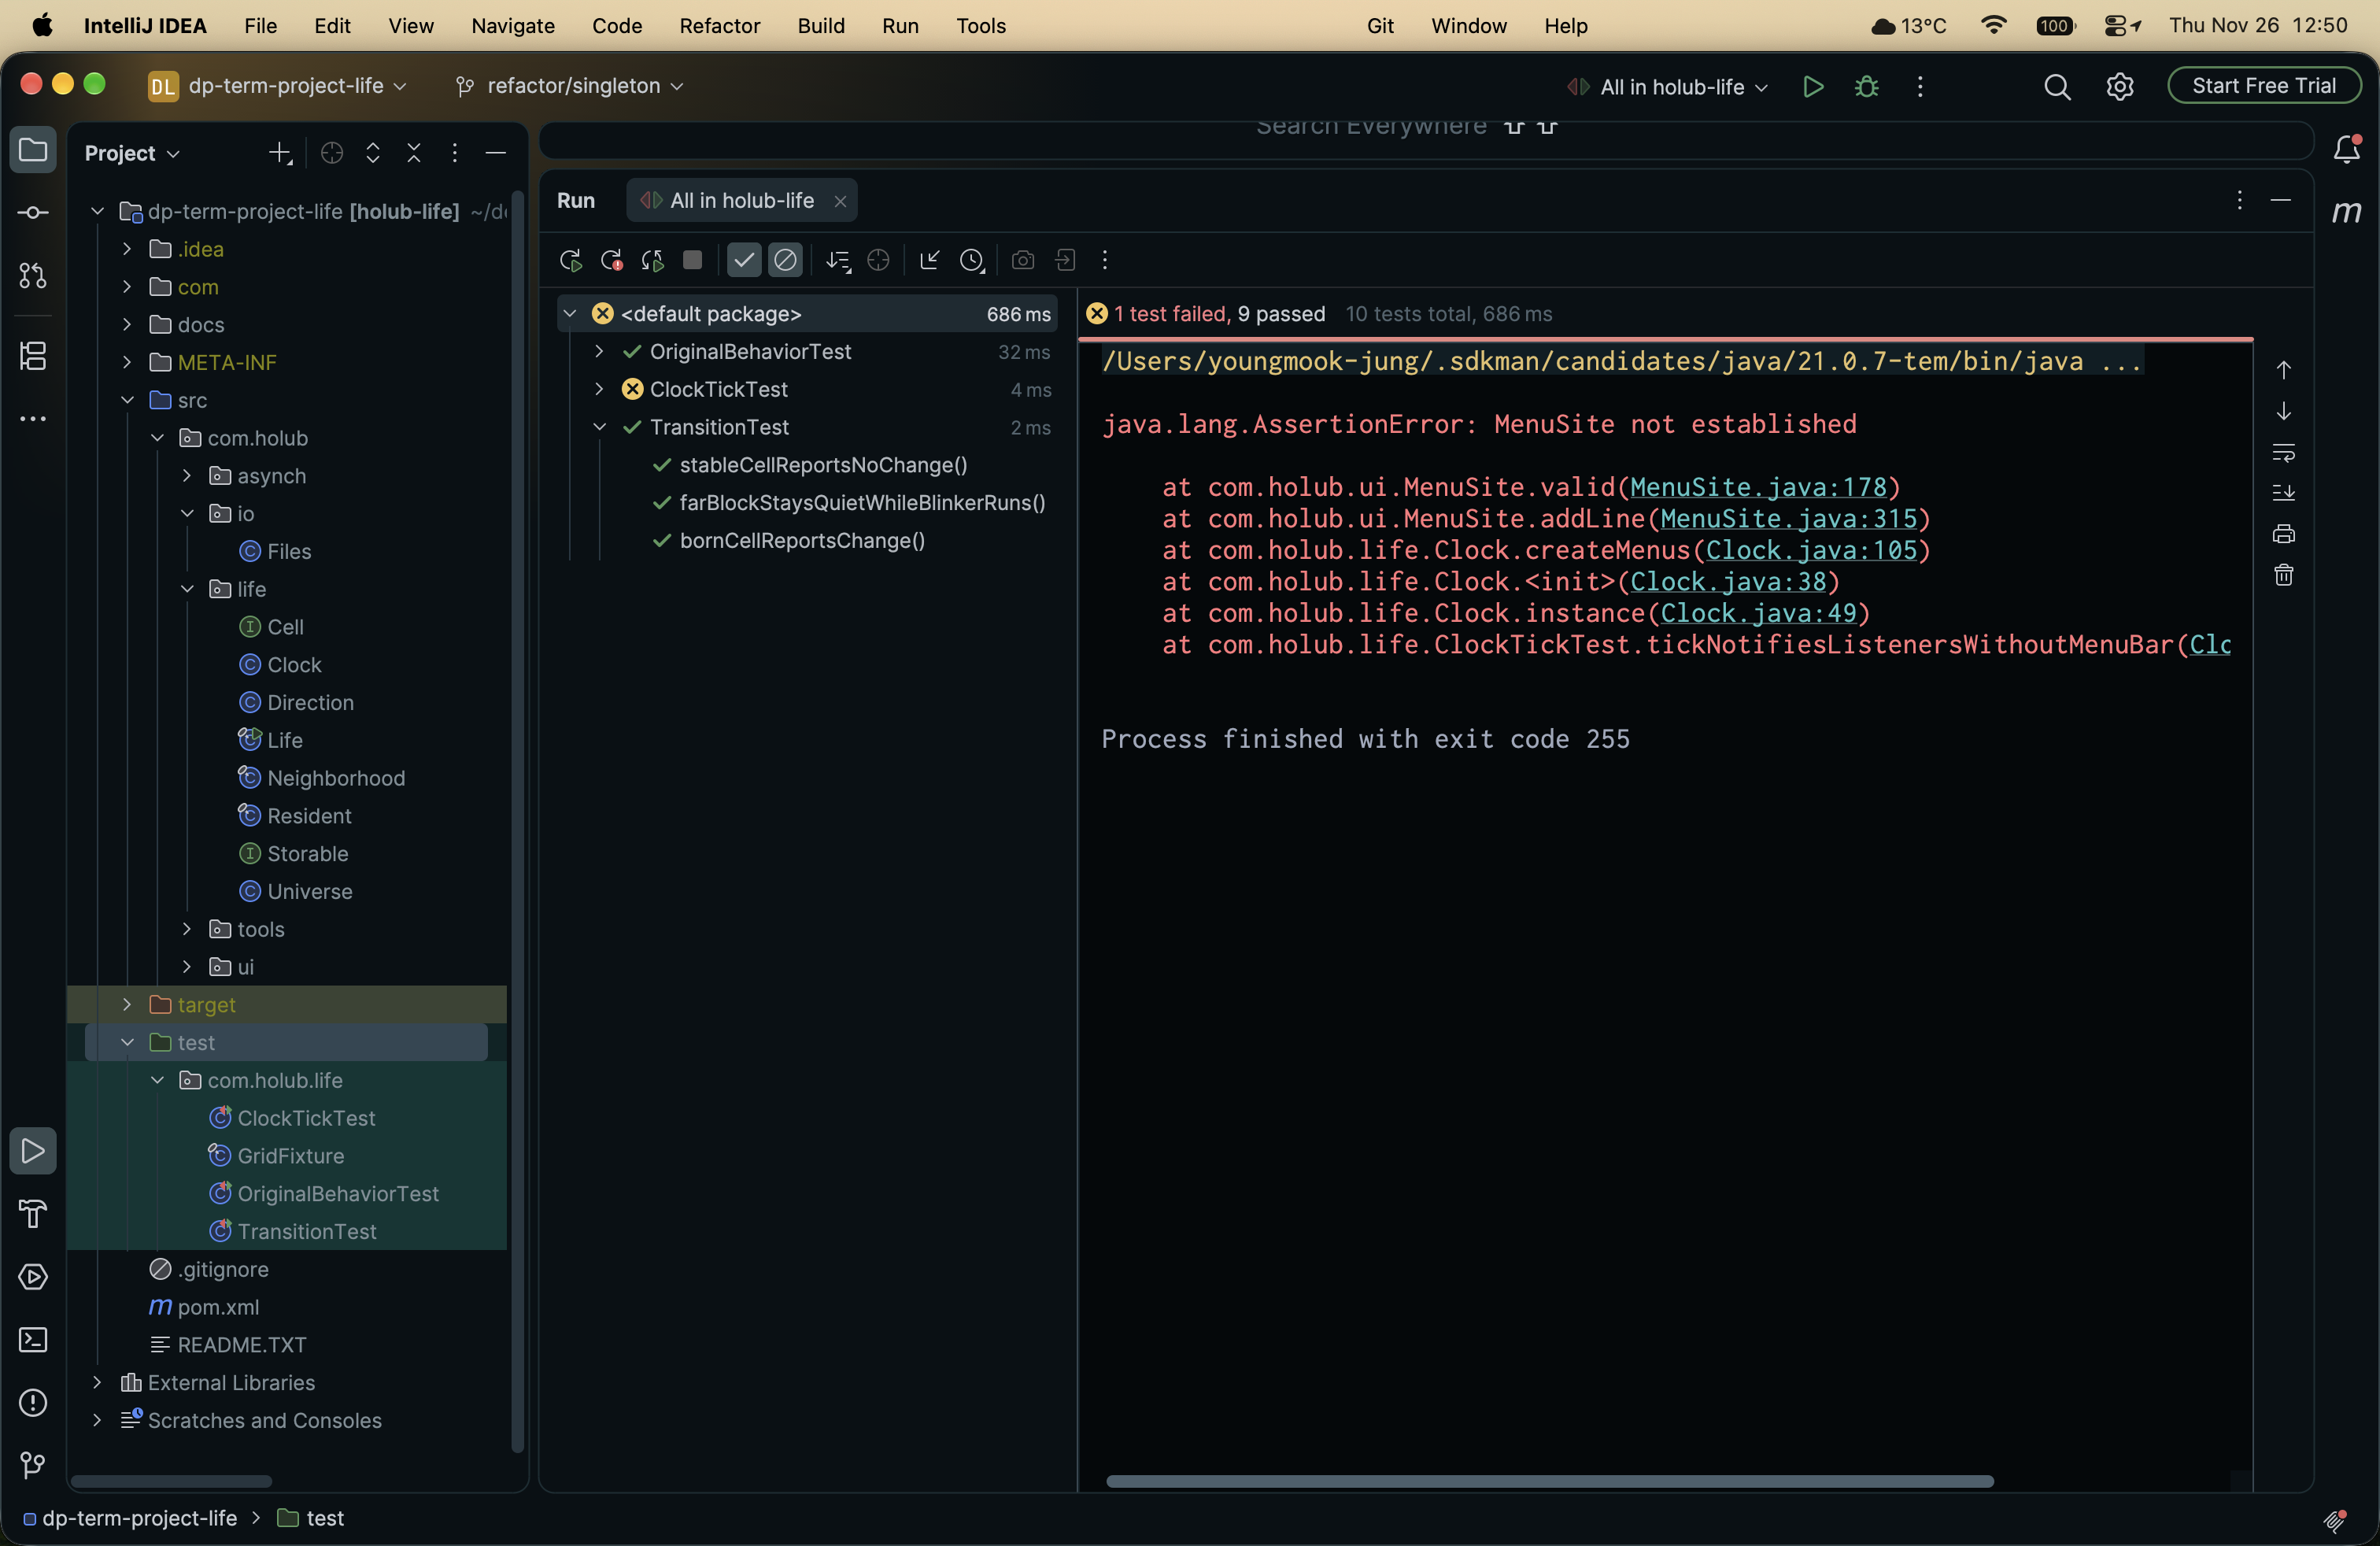 IntelliJ IDEA File Edit View Navigate Code Refactor Build Run Tools Git Window Help 13°C 100 Thu Nov 26 12:50
DL dp-term-project-life refactor/singleton All in holub-life Start Free Trial
Project
Search Everywhere ⇧ ⇧
dp-term-project-life [holub-life]
.idea
com
docs
META-INF
src
com.holub
asynch
io
Files
life
Cell
Clock
Direction
Life
Neighborhood
Resident
Storable
Universe
tools
ui
target
test
com.holub.life
ClockTickTest
GridFixture
OriginalBehaviorTest
TransitionTest
.gitignore
pom.xml
README.TXT
External Libraries
Scratches and Consoles
Run All in holub-life
<default package> 686 ms
OriginalBehaviorTest 32 ms
ClockTickTest 4 ms
TransitionTest 2 ms
stableCellReportsNoChange()
farBlockStaysQuietWhileBlinkerRuns()
bornCellReportsChange()
1 test failed, 9 passed 10 tests total, 686 ms
/Users/youngmook-jung/.sdkman/candidates/java/21.0.7-tem/bin/java ...
java.lang.AssertionError: MenuSite not established
at com.holub.ui.MenuSite.valid(MenuSite.java:178)
at com.holub.ui.MenuSite.addLine(MenuSite.java:315)
at com.holub.life.Clock.createMenus(Clock.java:105)
at com.holub.life.Clock.<init>(Clock.java:38)
at com.holub.life.Clock.instance(Clock.java:49)
at com.holub.life.ClockTickTest.tickNotifiesListenersWithoutMenuBar(Clc
Process finished with exit code 255
dp-term-project-life > test